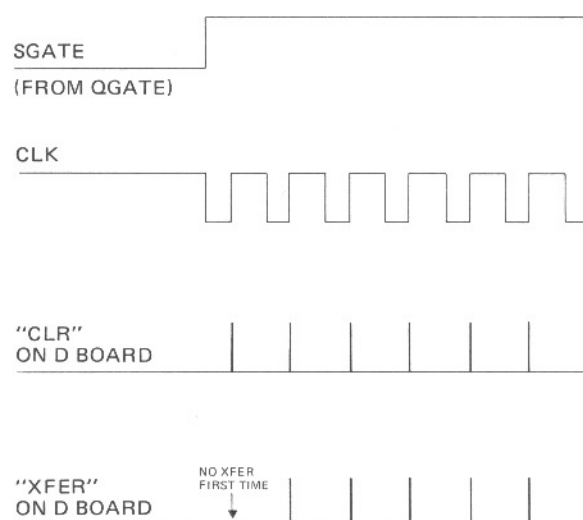 SGATE
(FROM QGATE)
CLK
"CLR"
ON D BOARD
NO XFER
FIRST TIME
"XFER"
ON D BOARD